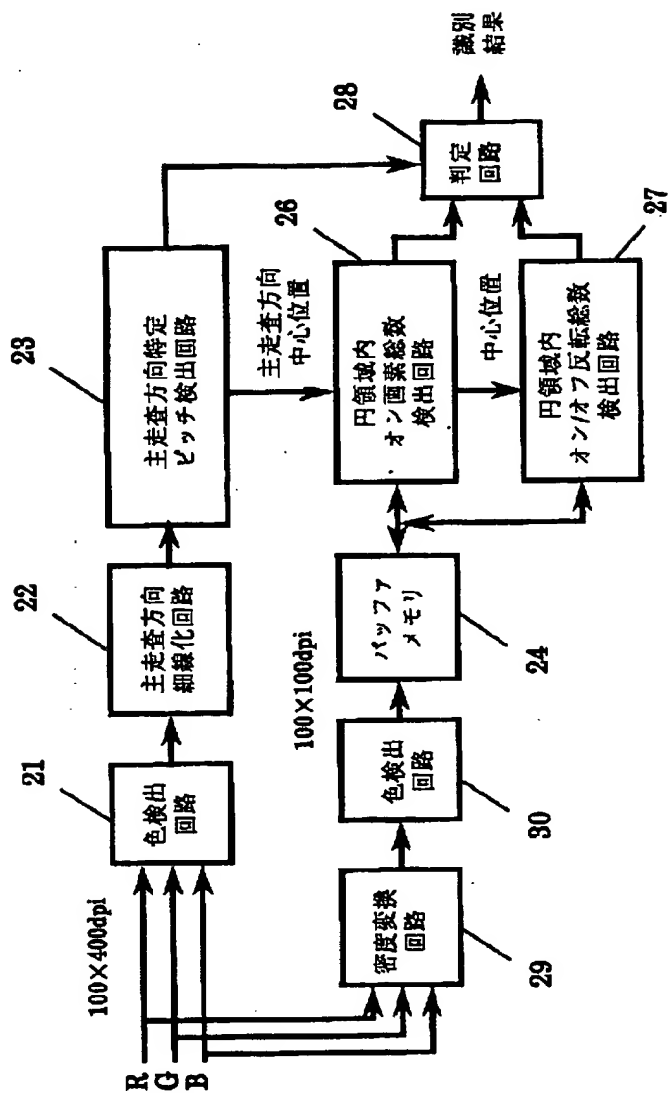 R
G
B
100×400dpi
21
色検出
回路
22
主走査方向
細線化回路
23
主走査方向特定
ピッチ検出回路
主走査方向
中心位置
29
密度変換
回路
30
色検出
回路
100×100dpi
24
バッファ
メモリ
26
円領域内
オン画素総数
検出回路
中心位置
27
円領域内
オン/オフ反転総数
検出回路
28
判定
回路
識別
結果